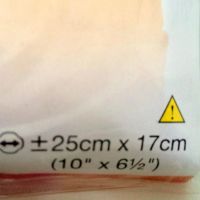 ± 25cm x 17cm
(10" x 6½")